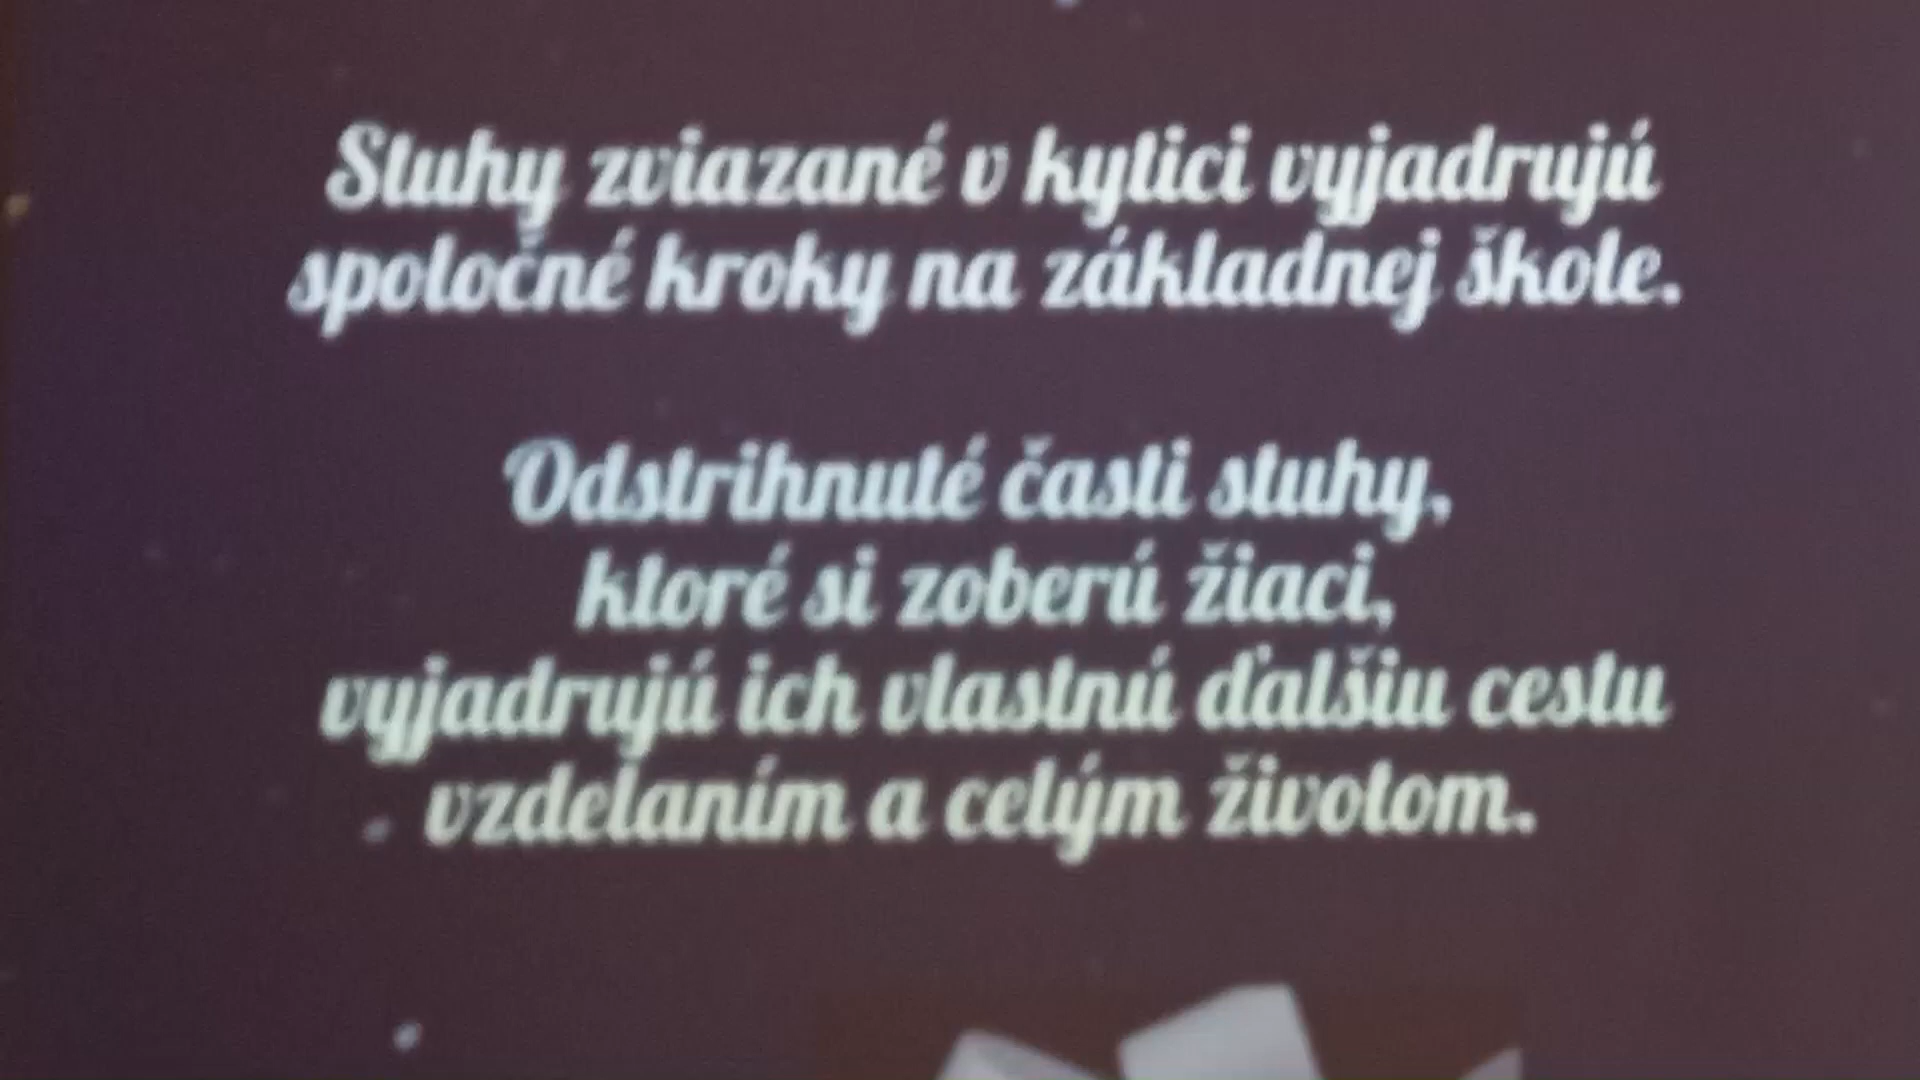 Stuhy zviazané v kytici vyjadrujú
spoločné kroky na základnej škole.
Odstrihnuté časti stuhy,
ktoré si zoberú žiaci,
vyjadrujú ich vlastnú ďalšiu cestu
vzdelaním a celým životom.